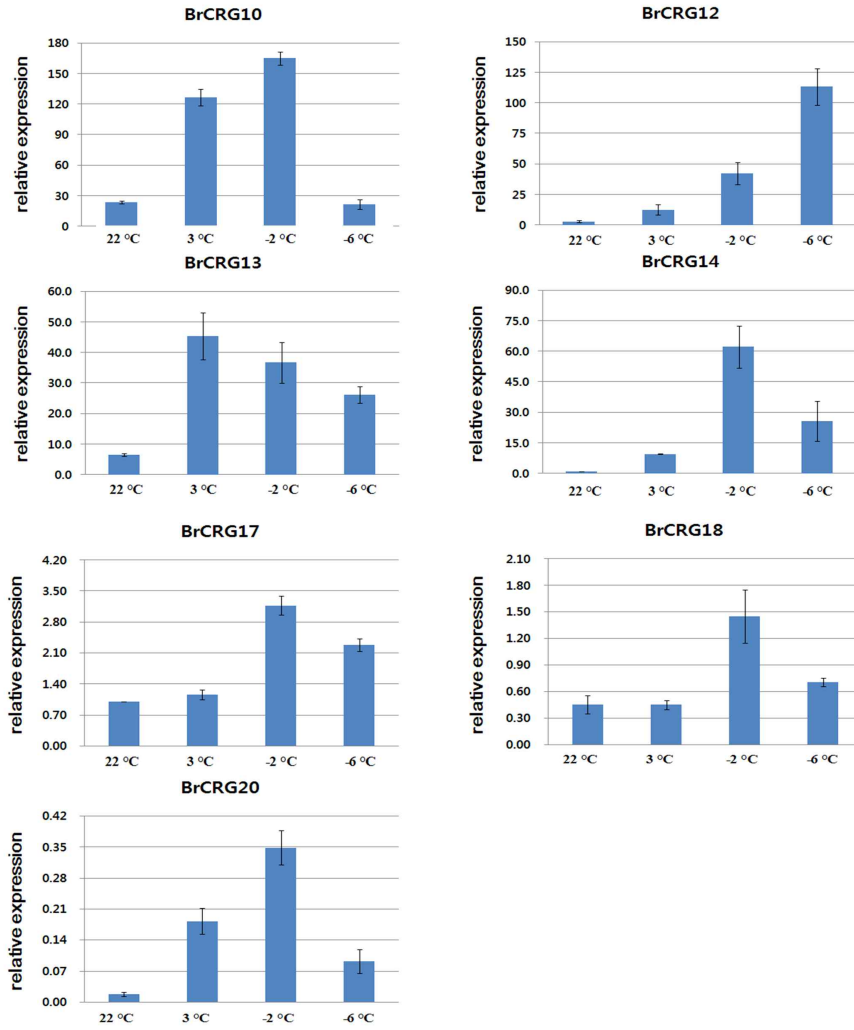 BrCRG10
relative expression
180
150
120
90
60
30
0
22 °C 3 °C -2 °C -6 °C
BrCRG12
relative expression
150
125
100
75
50
25
0
22 °C 3 °C -2 °C -6 °C
BrCRG13
relative expression
60.0
50.0
40.0
30.0
20.0
10.0
0.0
22 °C 3 °C -2 °C -6 °C
BrCRG14
relative expression
90.0
75.0
60.0
45.0
30.0
15.0
0.0
22 °C 3 °C -2 °C -6 °C
BrCRG17
relative expression
4.20
3.50
2.80
2.10
1.40
0.70
0.00
22 °C 3 °C -2 °C -6 °C
BrCRG18
relative expression
2.10
1.80
1.50
1.20
0.90
0.60
0.30
0.00
22 °C 3 °C -2 °C -6 °C
BrCRG20
relative expression
0.42
0.35
0.28
0.21
0.14
0.07
0.00
22 °C 3 °C -2 °C -6 °C